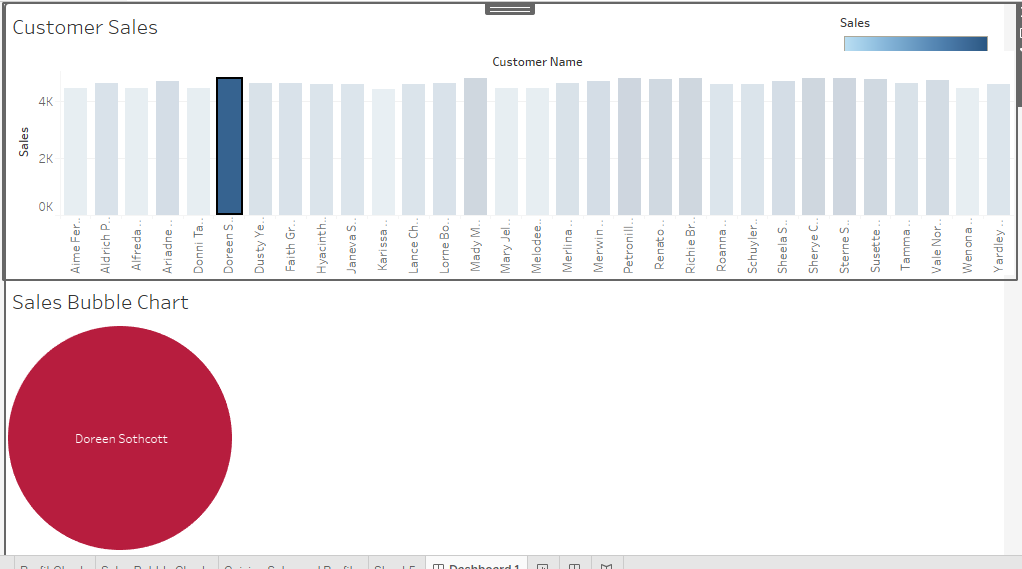 Customer Sales
Sales
Customer Name
Sales
4K
2K
0K
Aime Fer..
Aldrich P..
Alfreda ..
Ariadne ..
Donni Ta..
Doreen S..
Dusty Ye..
Faith Gr..
Hyacinth..
Janeva S..
Karissa ..
Lance Ch..
Lorne Bo..
Mady M..
Mary Jel..
Melodee..
Merlina ..
Merwin ..
Petronill..
Renato ..
Richie Br..
Roanna ..
Schuyler..
Sheela S..
Sherye C..
Sterne S..
Susette..
Tamma ..
Vale Nor..
Wenona ..
Yardley ..
Sales Bubble Chart
Doreen Sothcott
Dashboard 1